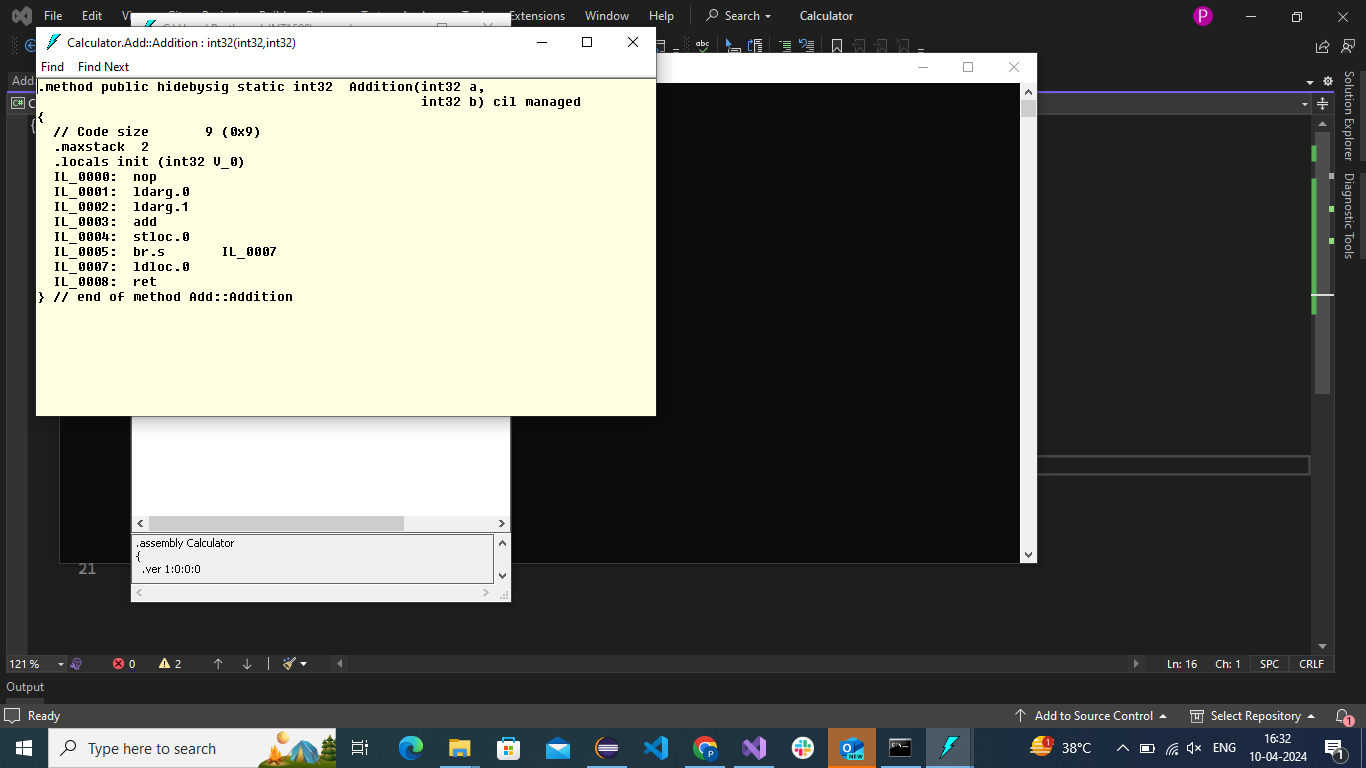 File Edit Extensions Window Help Search Calculator P
Calculator.Add::Addition : int32(int32,int32)
Find Find Next
.method public hidebysig static int32  Addition(int32 a,
int32 b) cil managed
{
// Code size       9 (0x9)
.maxstack  2
.locals init (int32 V_0)
IL_0000:  nop
IL_0001:  ldarg.0
IL_0002:  ldarg.1
IL_0003:  add
IL_0004:  stloc.0
IL_0005:  br.s       IL_0007
IL_0007:  ldloc.0
IL_0008:  ret
} // end of method Add::Addition
Solution Explorer
Diagnostic Tools
.assembly Calculator
{
.ver 1:0:0:0
21
121 % 0 2 Ln: 16 Ch: 1 SPC CRLF
Output
Ready Add to Source Control Select Repository 1
Type here to search 38°C ENG 16:32
10-04-2024